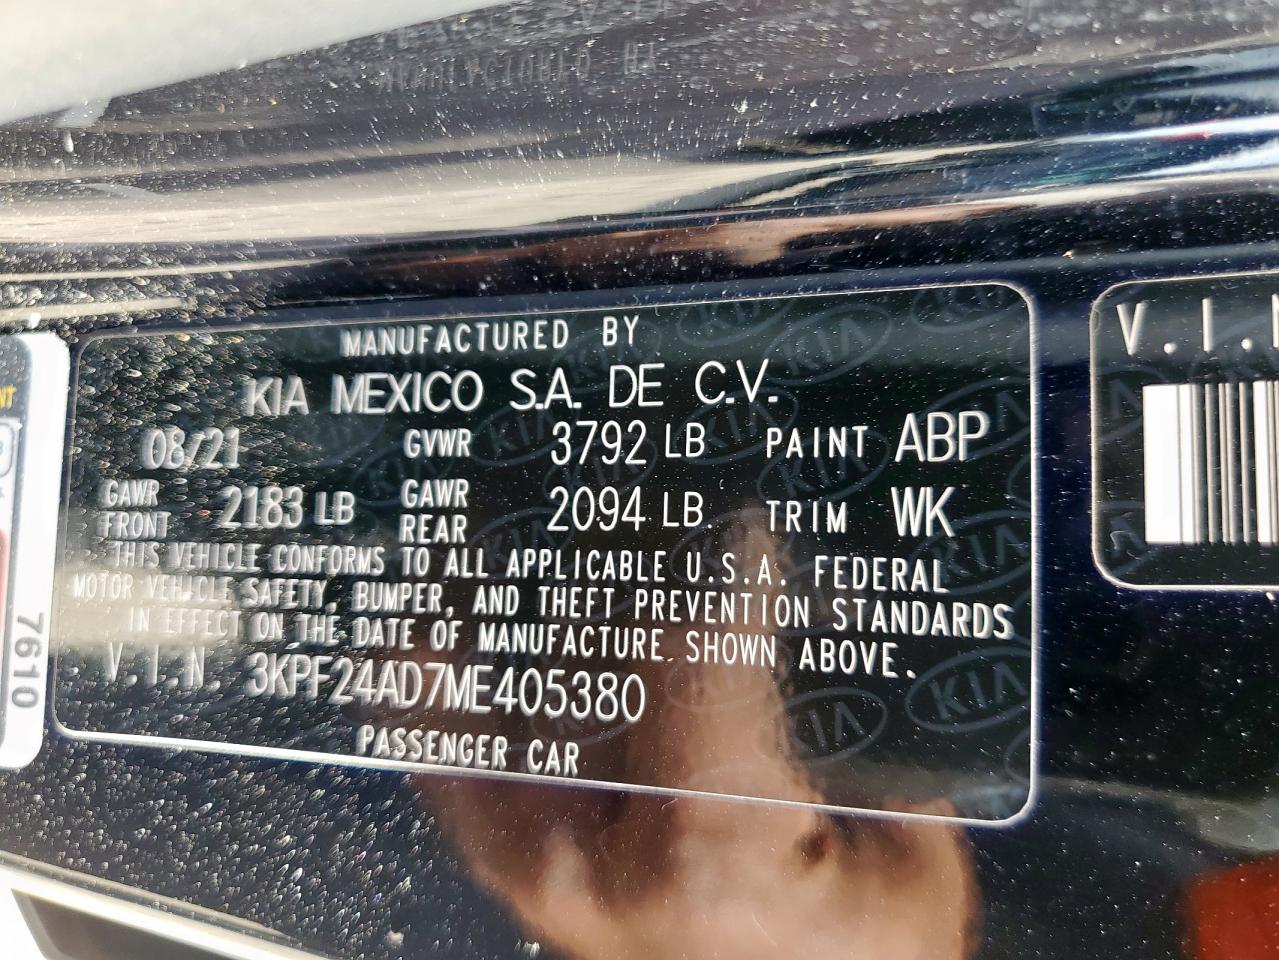 MANUFACTURED BY
KIA MEXICO S.A. DE C.V.
08/21 GVWR 3792 LB PAINT ABP
GAWR FRONT 2183 LB GAWR REAR 2094 LB. TRIM WK
THIS VEHICLE CONFORMS TO ALL APPLICABLE U.S.A. FEDERAL
MOTOR VEHICLE SAFETY, BUMPER, AND THEFT PREVENTION STANDARDS
IN EFFECT ON THE DATE OF MANUFACTURE SHOWN ABOVE.
V.I.N. 3KPF24AD7ME405380
PASSENGER CAR
V.I.N
7610